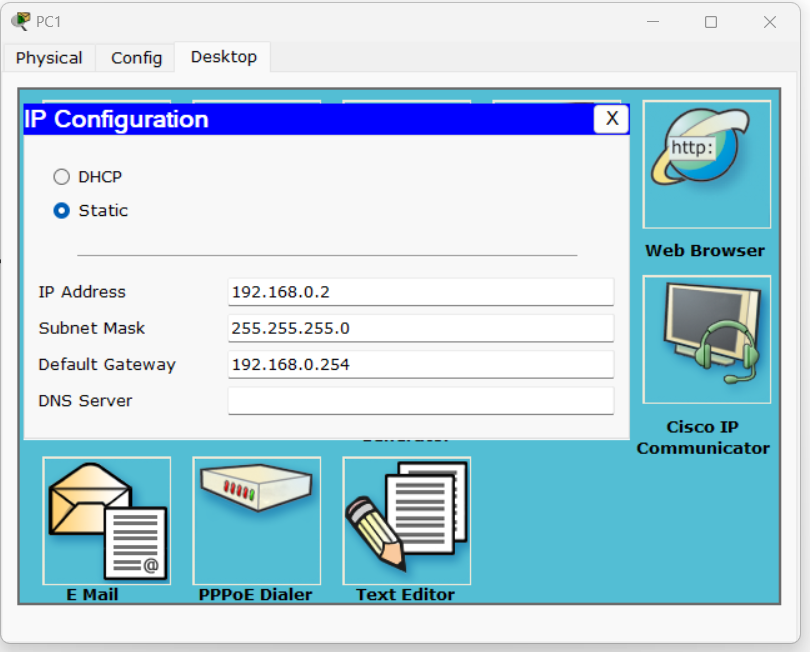 PC1
Physical Config Desktop
IP Configuration X
DHCP
Static
IP Address 192.168.0.2
Subnet Mask 255.255.255.0
Default Gateway 192.168.0.254
DNS Server
http:
Web Browser
Cisco IP
Communicator
@
E Mail PPPoE Dialer Text Editor